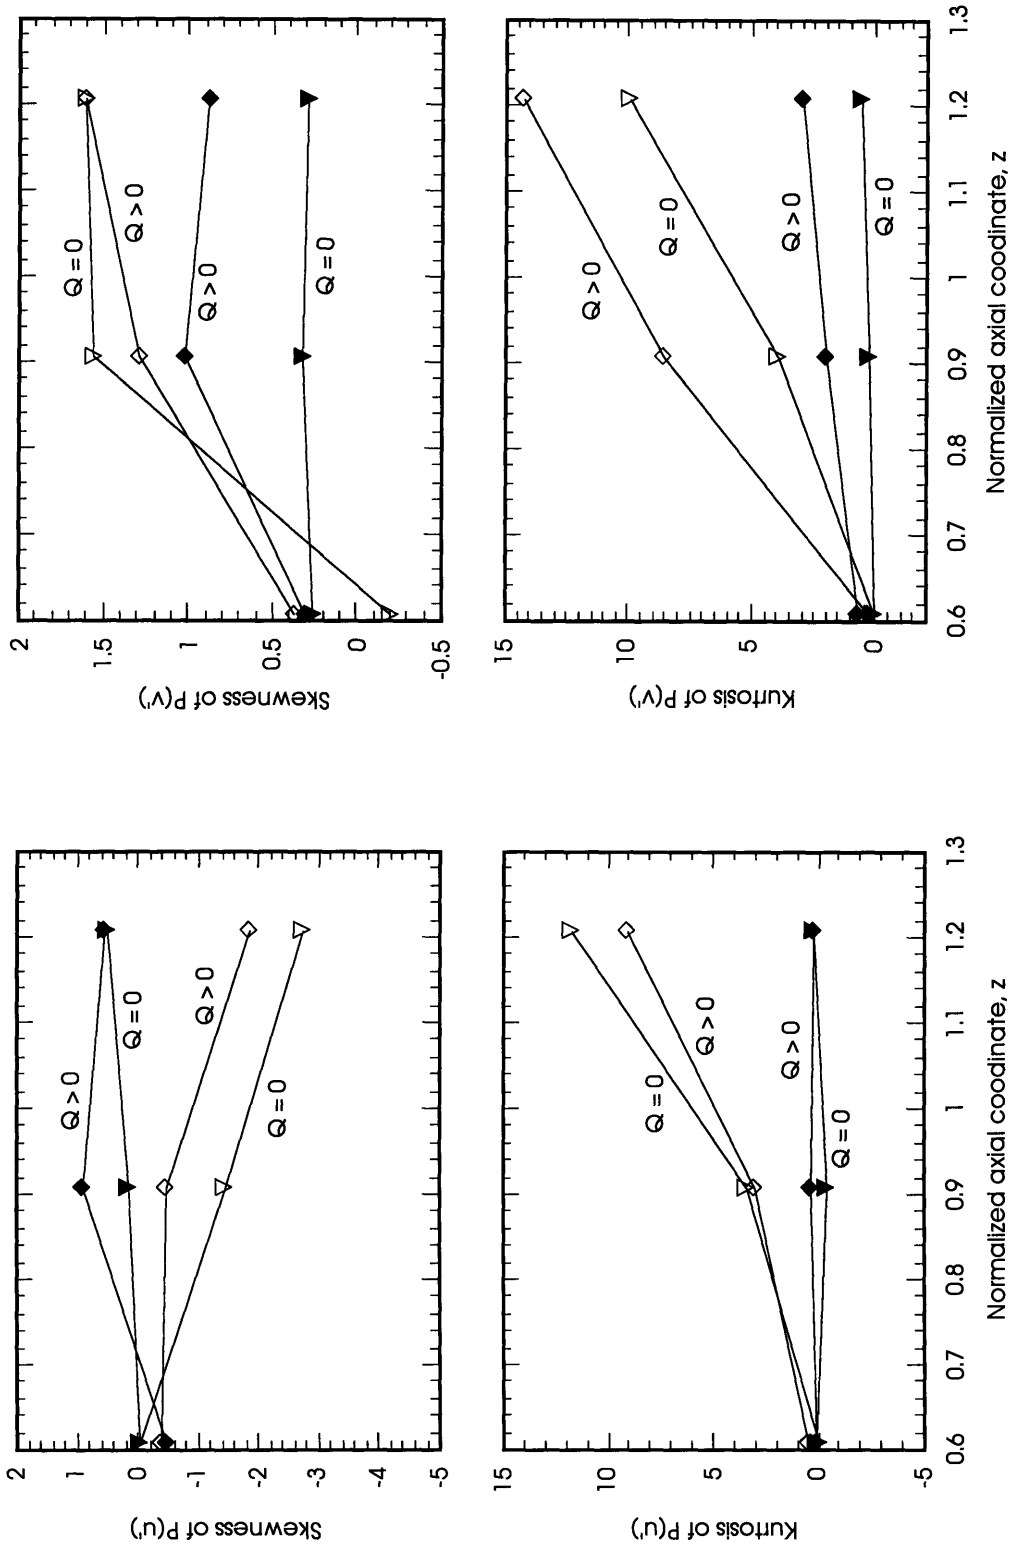 Skewness of P(u')
2
1
0
-1
-2
-3
-4
-5
Q > 0
Q = 0
Q > 0
Q = 0
Skewness of P(v')
2
1.5
1
0.5
0
-0.5
Q = 0
Q > 0
Q > 0
Q = 0
Kurtosis of P(u')
15
10
5
0
-5
Q = 0
Q > 0
Q > 0
Q = 0
0.6 0.7 0.8 0.9 1 1.1 1.2 1.3
Normalized axial coodinate, z
Kurtosis of P(v')
15
10
5
0
Q > 0
Q = 0
Q > 0
Q = 0
0.6 0.7 0.8 0.9 1 1.1 1.2 1.3
Normalized axial coodinate, z